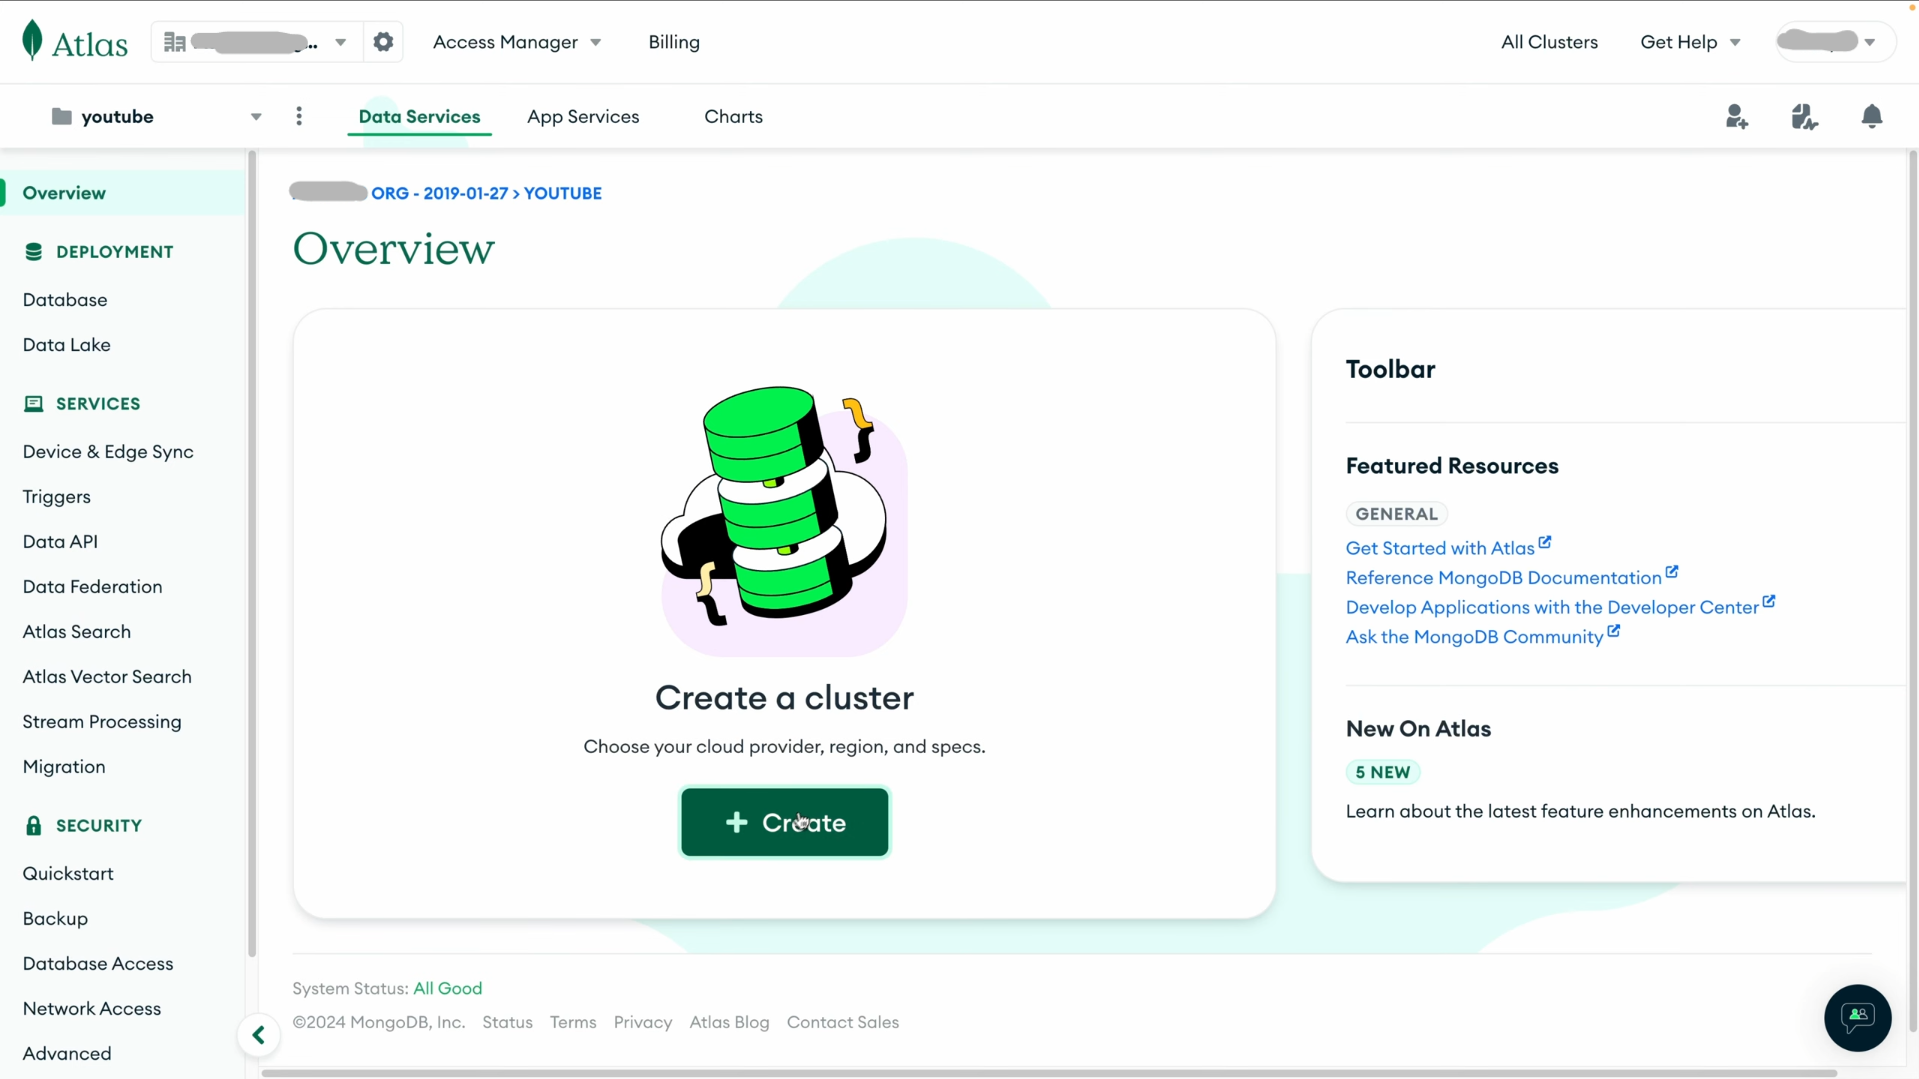 Atlas
...
Access Manager
Billing
All Clusters
Get Help
youtube
Data Services
App Services
Charts
Overview
DEPLOYMENT
Database
Data Lake
SERVICES
Device & Edge Sync
Triggers
Data API
Data Federation
Atlas Search
Atlas Vector Search
Stream Processing
Migration
SECURITY
Quickstart
Backup
Database Access
Network Access
Advanced
ORG - 2019-01-27 > YOUTUBE
Overview
Create a cluster
Choose your cloud provider, region, and specs.
+ Create
Toolbar
Featured Resources
GENERAL
Get Started with Atlas
Reference MongoDB Documentation
Develop Applications with the Developer Center
Ask the MongoDB Community
New On Atlas
5 NEW
Learn about the latest feature enhancements on Atlas.
System Status: All Good
©2024 MongoDB, Inc. Status Terms Privacy Atlas Blog Contact Sales